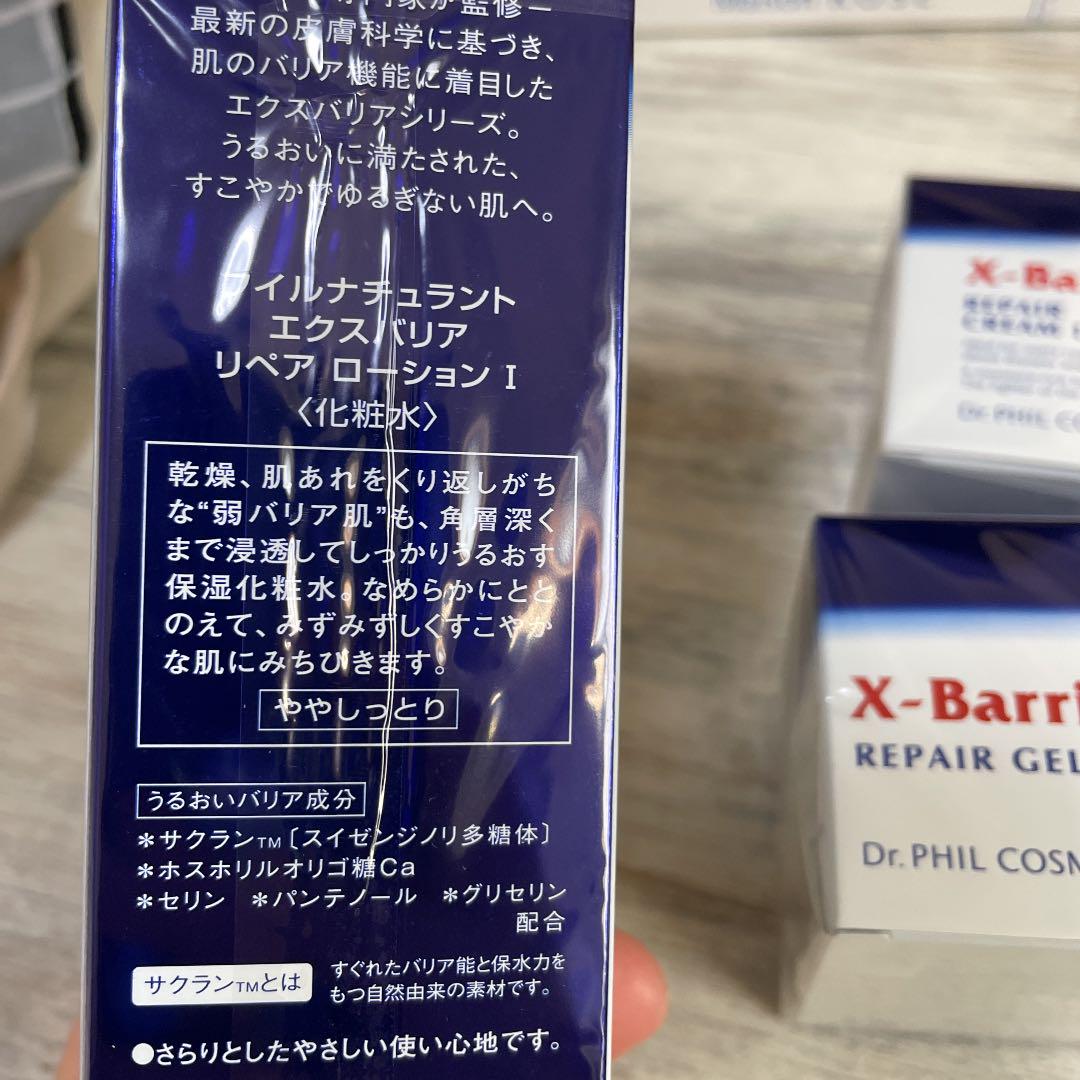 家が監修ー
最新の皮膚科学に基づき、
肌のバリア機能に着目した
エクスバリアシリーズ。
うるおいに満たされた、
すこやかでゆるぎない肌へ。
フイルナチュラント
エクスバリア
リペア ローション I
〈化粧水〉
乾燥、肌あれをくり返しがち
な“弱バリア肌”も、角層深く
まで浸透してしっかりうるおす
保湿化粧水。なめらかにとと
のえて、みずみずしくすこやか
な肌にみちびきます。
ややしっとり
うるおいバリア成分
＊サクラン™〔スイゼンジノリ多糖体〕
＊ホスホリルオリゴ糖Ca
＊セリン ＊パンテノール ＊グリセリン
配合
サクラン™とは
すぐれたバリア能と保水力を
もつ自然由来の素材です。
●さらりとしたやさしい使い心地です。
X-Ba
REPAIR
CREAM
Dr. PHIL CO
X-Barri
REPAIR GEL
Dr. PHIL COSM